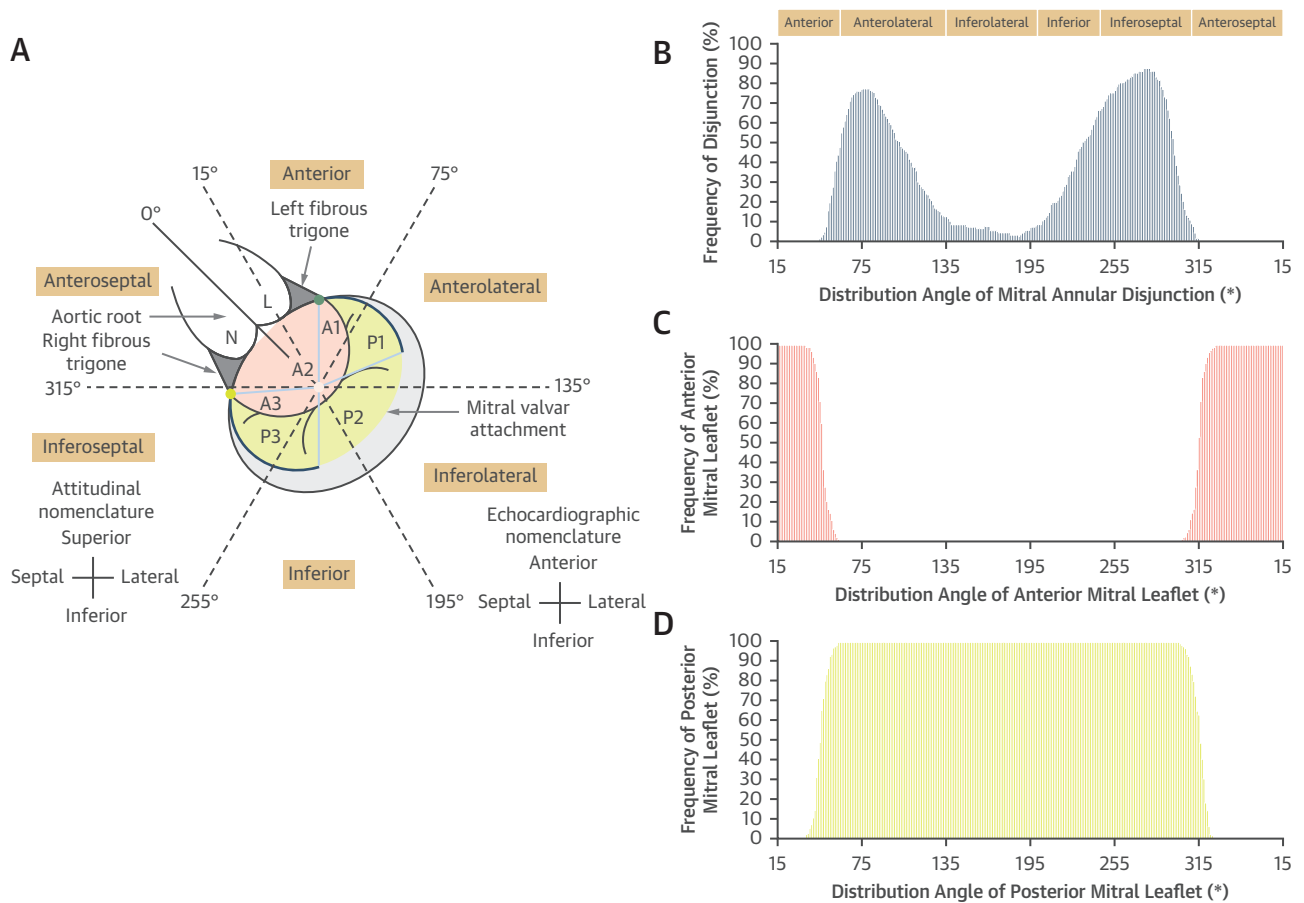 A
15°
75°
0°
Anterior
Left fibrous
trigone
Anteroseptal
Anterolateral
L
Aortic root
N
A1
P1
Right fibrous
trigone
A2
315°
135°
A3
P2
Mitral valvar
attachment
P3
Inferoseptal
Inferolateral
Attitudinal
nomenclature
Superior
Septal
Lateral
Inferior
Inferior
255°
195°
Echocardiographic
nomenclature
Anterior
Septal
Lateral
Inferior
B
Anterior Anterolateral Inferolateral Inferior Inferoseptal Anteroseptal
Frequency of Disjunction (%)
100
90
80
70
60
50
40
30
20
10
0
15 75 135 195 255 315 15
Distribution Angle of Mitral Annular Disjunction (*)
C
Frequency of Anterior
Mitral Leaflet (%)
100
90
80
70
60
50
40
30
20
10
0
15 75 135 195 255 315 15
Distribution Angle of Anterior Mitral Leaflet (*)
D
Frequency of Posterior
Mitral Leaflet (%)
100
90
80
70
60
50
40
30
20
10
0
15 75 135 195 255 315 15
Distribution Angle of Posterior Mitral Leaflet (*)